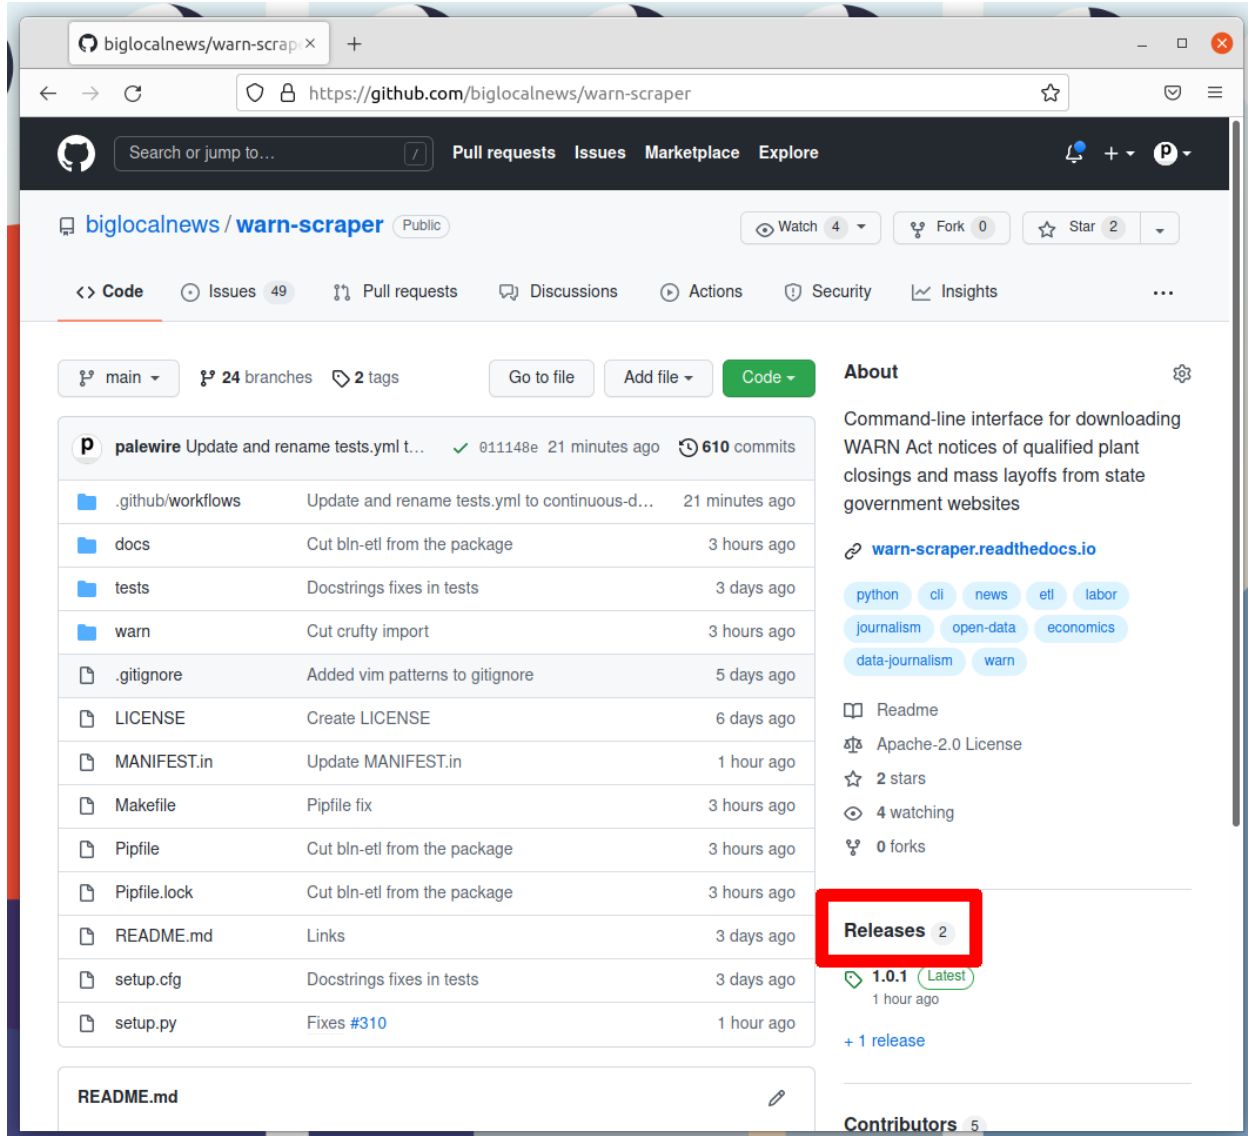 biglocalnews/warn-scrap
https://github.com/biglocalnews/warn-scraper
Search or jump to...
/
Pull requests Issues Marketplace Explore
biglocalnews / warn-scraper Public
Watch 4
Fork 0
Star 2
Code
Issues 49
Pull requests
Discussions
Actions
Security
Insights
main
24 branches
2 tags
Go to file
Add file
Code
palewire Update and rename tests.yml t... 011148e 21 minutes ago 610 commits
.github/workflows Update and rename tests.yml to continuous-d... 21 minutes ago
docs Cut bln-etl from the package 3 hours ago
tests Docstrings fixes in tests 3 days ago
warn Cut crufty import 3 hours ago
.gitignore Added vim patterns to gitignore 5 days ago
LICENSE Create LICENSE 6 days ago
MANIFEST.in Update MANIFEST.in 1 hour ago
Makefile Pipfile fix 3 hours ago
Pipfile Cut bln-etl from the package 3 hours ago
Pipfile.lock Cut bln-etl from the package 3 hours ago
README.md Links 3 days ago
setup.cfg Docstrings fixes in tests 3 days ago
setup.py Fixes #310 1 hour ago
README.md
About
Command-line interface for downloading
WARN Act notices of qualified plant
closings and mass layoffs from state
government websites
warn-scraper.readthedocs.io
python cli news etl labor
journalism open-data economics
data-journalism warn
Readme
Apache-2.0 License
2 stars
4 watching
0 forks
Releases 2
1.0.1 Latest
1 hour ago
+ 1 release
Contributors 5